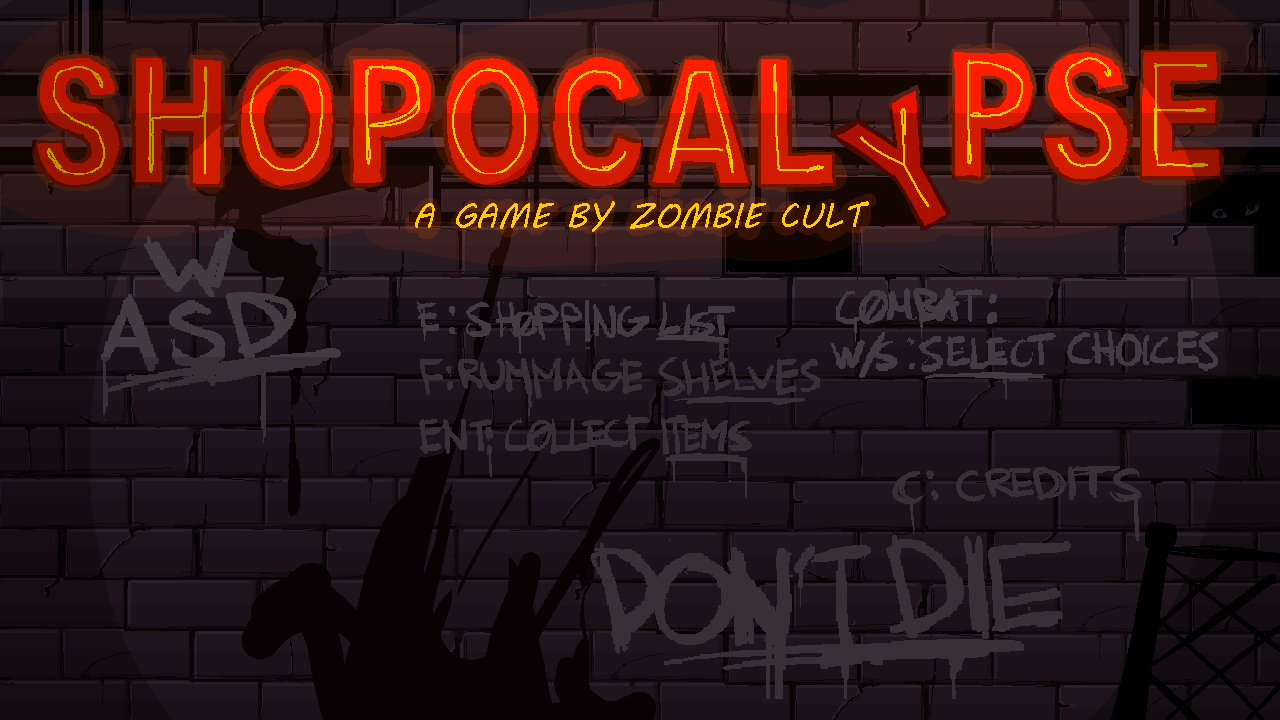 SHOPOCALYPSE
A GAME BY ZOMBIE CULT
W
ASD
E: SHOPPING LIST
F: RUMMAGE SHELVES
ENT: COLLECT ITEMS
COMBAT:
W/S: SELECT CHOICES
C: CREDITS
DON'T DIE